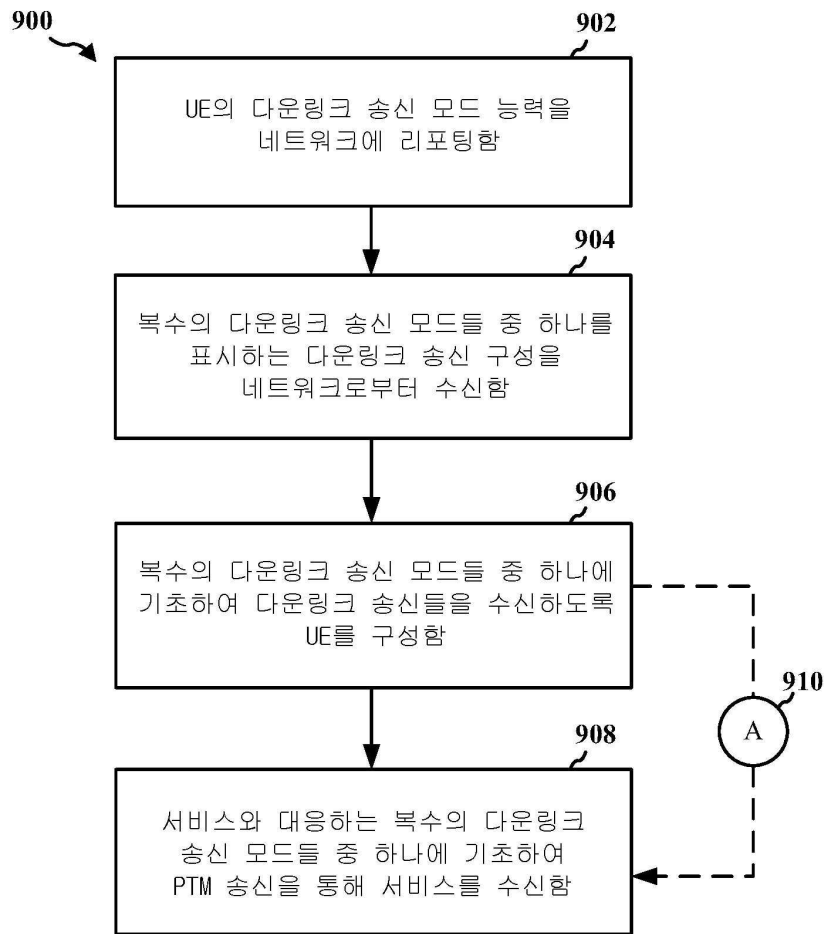 900
902
UE의 다운링크 송신 모드 능력을
네트워크에 리포팅함
904
복수의 다운링크 송신 모드들 중 하나를
표시하는 다운링크 송신 구성을
네트워크로부터 수신함
906
복수의 다운링크 송신 모드들 중 하나에
기초하여 다운링크 송신들을 수신하도록
UE를 구성함
910
A
908
서비스와 대응하는 복수의 다운링크
송신 모드들 중 하나에 기초하여
PTM 송신을 통해 서비스를 수신함